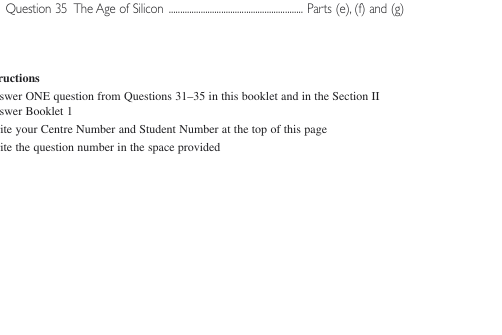 Question 35 The Age of Silicon ................................................................ Parts (e), (f) and (g)
ructions
swer ONE question from Questions 31–35 in this booklet and in the Section II
swer Booklet 1
ite your Centre Number and Student Number at the top of this page
ite the question number in the space provided